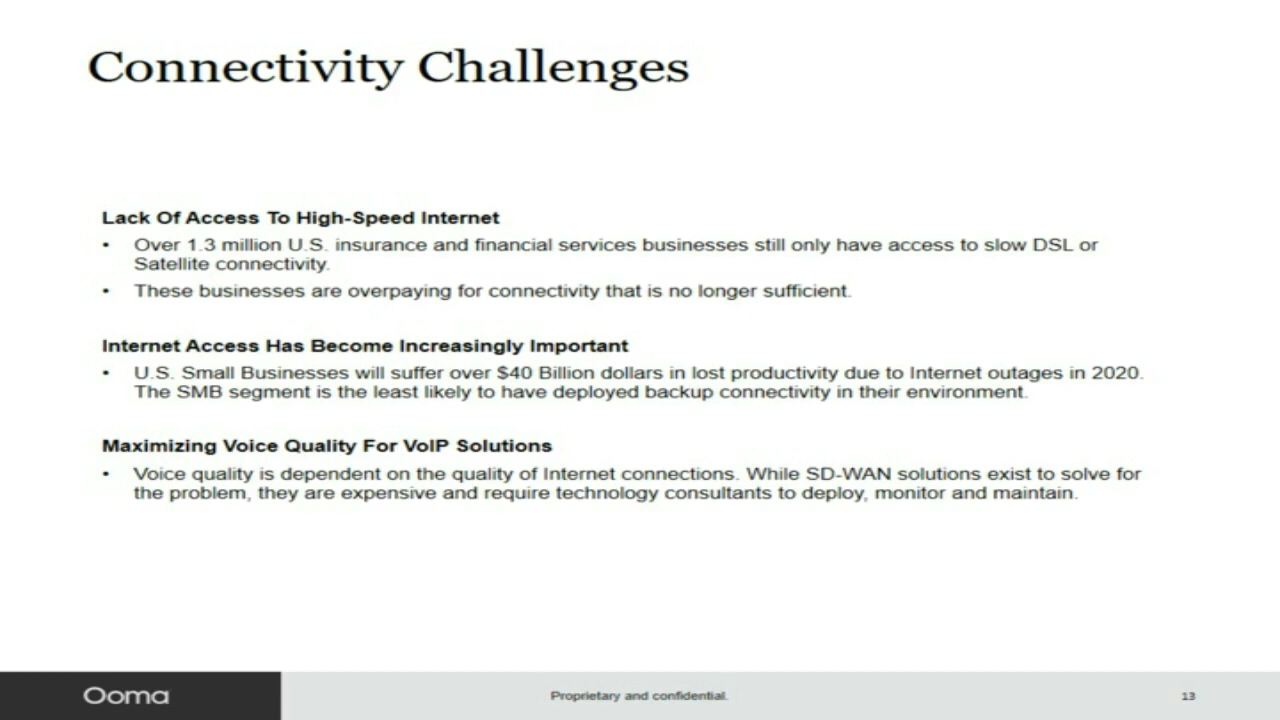 Connectivity Challenges
Lack Of Access To High-Speed Internet
• Over 1.3 million U.S. insurance and financial services businesses still only have access to slow DSL or
Satellite connectivity.
• These businesses are overpaying for connectivity that is no longer sufficient.
Internet Access Has Become Increasingly Important
• U.S. Small Businesses will suffer over $40 Billion dollars in lost productivity due to Internet outages in 2020.
The SMB segment is the least likely to have deployed backup connectivity in their environment.
Maximizing Voice Quality For VoIP Solutions
• Voice quality is dependent on the quality of Internet connections. While SD-WAN solutions exist to solve for
the problem, they are expensive and require technology consultants to deploy, monitor and maintain.
Ooma
Proprietary and confidential.
13